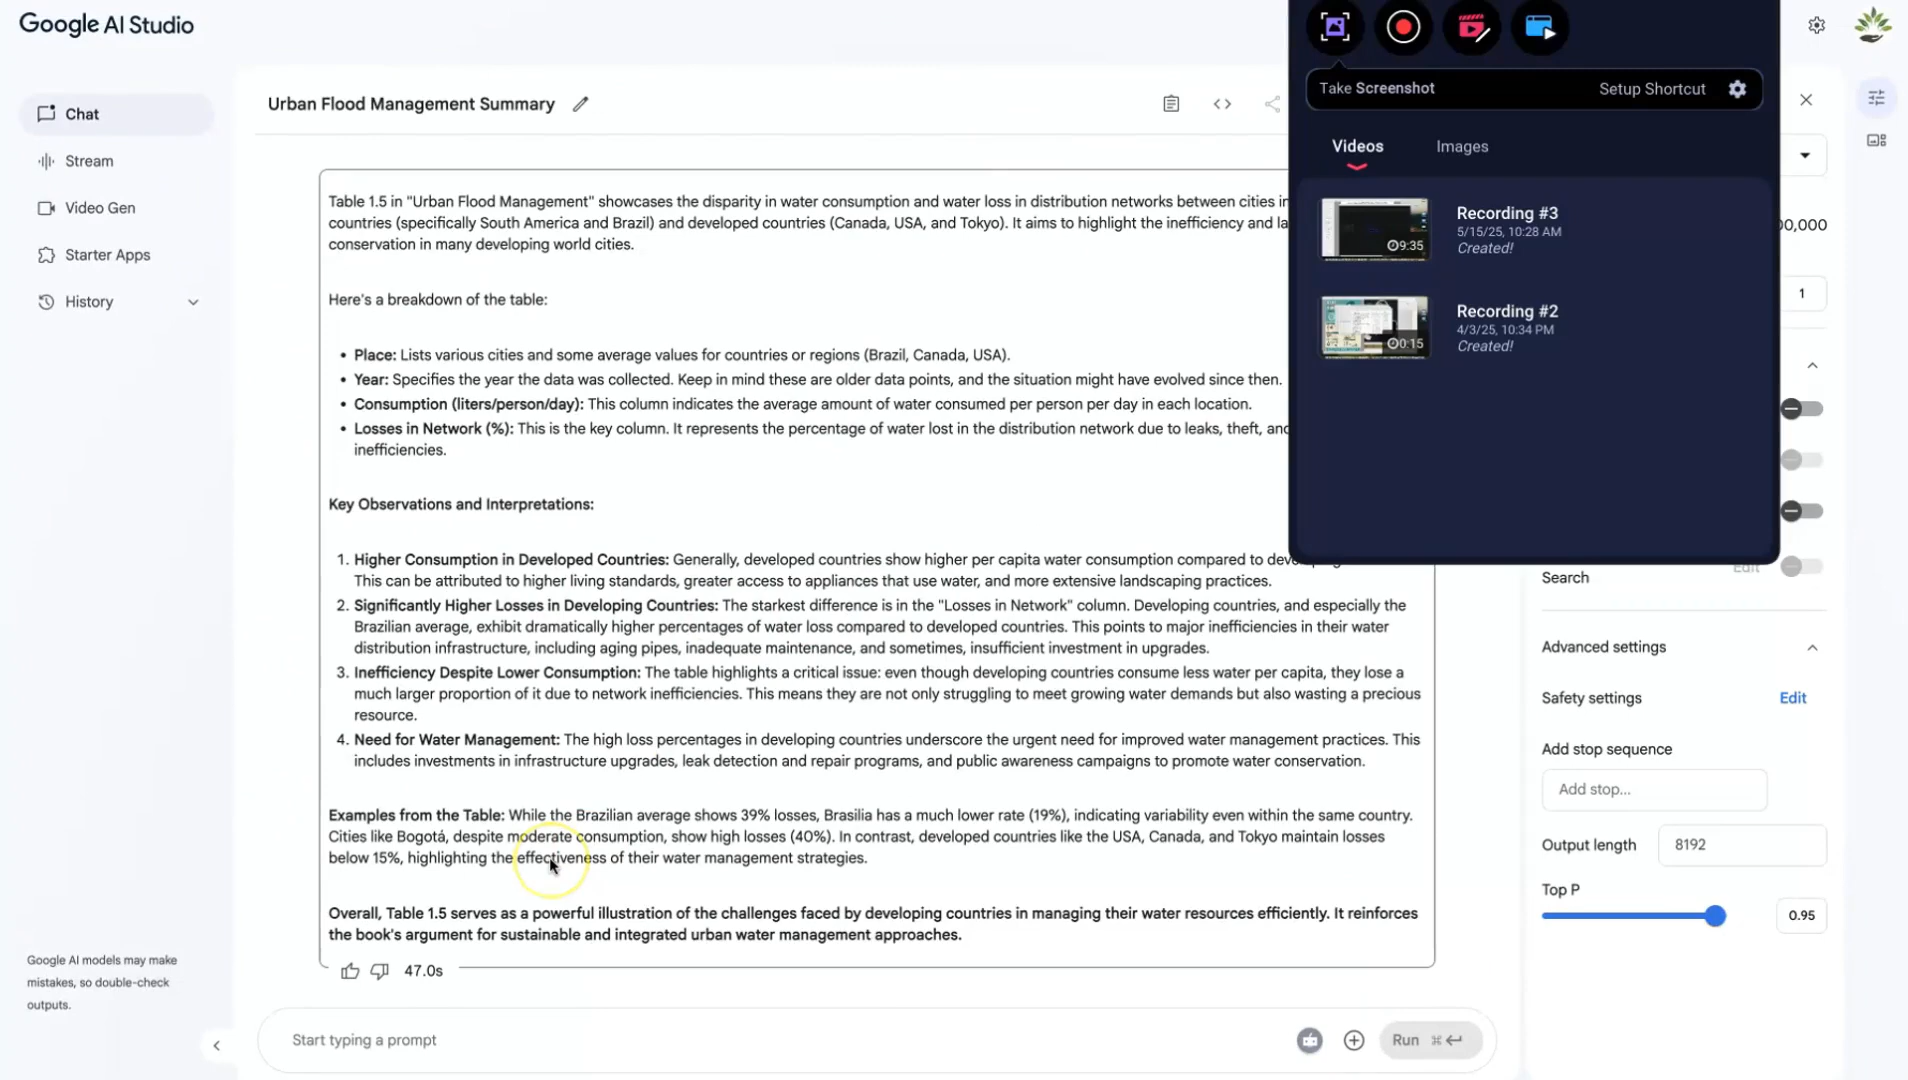 Google AI Studio
Chat
Stream
Video Gen
Starter Apps
History
Google AI models may make
mistakes, so double-check
outputs.
Urban Flood Management Summary
Table 1.5 in "Urban Flood Management" showcases the disparity in water consumption and water loss in distribution networks between cities in
countries (specifically South America and Brazil) and developed countries (Canada, USA, and Tokyo). It aims to highlight the inefficiency and la
conservation in many developing world cities.
Here's a breakdown of the table:
• Place: Lists various cities and some average values for countries or regions (Brazil, Canada, USA).
• Year: Specifies the year the data was collected. Keep in mind these are older data points, and the situation might have evolved since then.
• Consumption (liters/person/day): This column indicates the average amount of water consumed per person per day in each location.
• Losses in Network (%): This is the key column. It represents the percentage of water lost in the distribution network due to leaks, theft, and
inefficiencies.
Key Observations and Interpretations:
1. Higher Consumption in Developed Countries: Generally, developed countries show higher per capita water consumption compared to
This can be attributed to higher living standards, greater access to appliances that use water, and more extensive landscaping practices.
2. Significantly Higher Losses in Developing Countries: The starkest difference is in the "Losses in Network" column. Developing countries, and especially the
Brazilian average, exhibit dramatically higher percentages of water loss compared to developed countries. This points to major inefficiencies in their water
distribution infrastructure, including aging pipes, inadequate maintenance, and sometimes, insufficient investment in upgrades.
3. Inefficiency Despite Lower Consumption: The table highlights a critical issue: even though developing countries consume less water per capita, they lose a
much larger proportion of it due to network inefficiencies. This means they are not only struggling to meet growing water demands but also wasting a precious
resource.
4. Need for Water Management: The high loss percentages in developing countries underscore the urgent need for improved water management practices. This
includes investments in infrastructure upgrades, leak detection and repair programs, and public awareness campaigns to promote water conservation.
Examples from the Table: While the Brazilian average shows 39% losses, Brasilia has a much lower rate (19%), indicating variability even within the same country.
Cities like Bogotá, despite moderate consumption, show high losses (40%). In contrast, developed countries like the USA, Canada, and Tokyo maintain losses
below 15%, highlighting the effectiveness of their water management strategies.
Overall, Table 1.5 serves as a powerful illustration of the challenges faced by developing countries in managing their water resources efficiently. It reinforces
the book's argument for sustainable and integrated urban water management approaches.
47.0s
Start typing a prompt
Run ⌘ ↵
Take Screenshot
Setup Shortcut
Videos
Images
9:35
Recording #3
5/15/25, 10:28 AM
Created!
0:15
Recording #2
4/3/25, 10:34 PM
Created!
00,000
1
Search
Edit
Advanced settings
Safety settings
Edit
Add stop sequence
Add stop...
Output length
8192
Top P
0.95